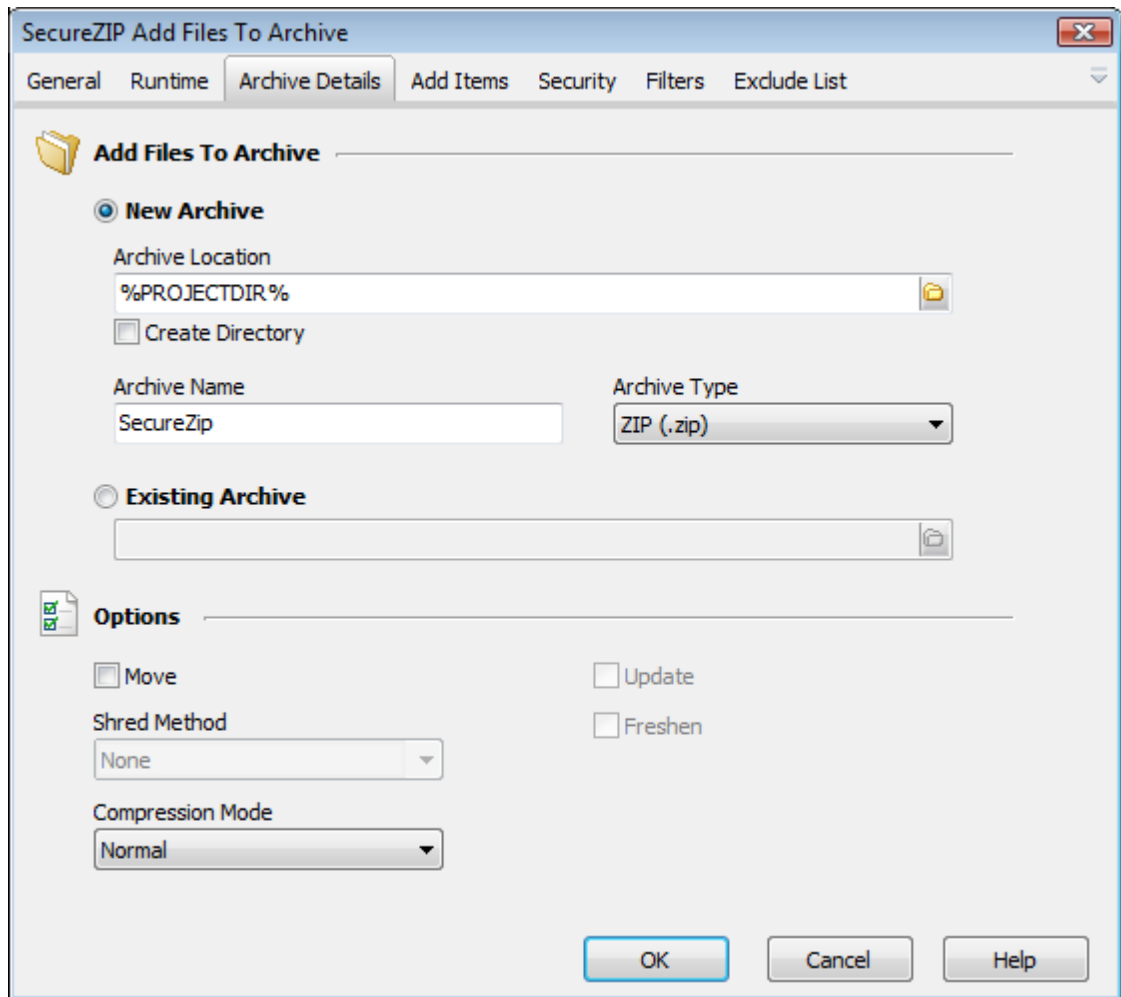 SecureZIP Add Files To Archive
General Runtime Archive Details Add Items Security Filters Exclude List
Add Files To Archive
New Archive
Archive Location
%PROJECTDIR%
Create Directory
Archive Name Archive Type
SecureZip ZIP (.zip)
Existing Archive
Options
Move Update
Shred Method Freshen
None
Compression Mode
Normal
OK Cancel Help